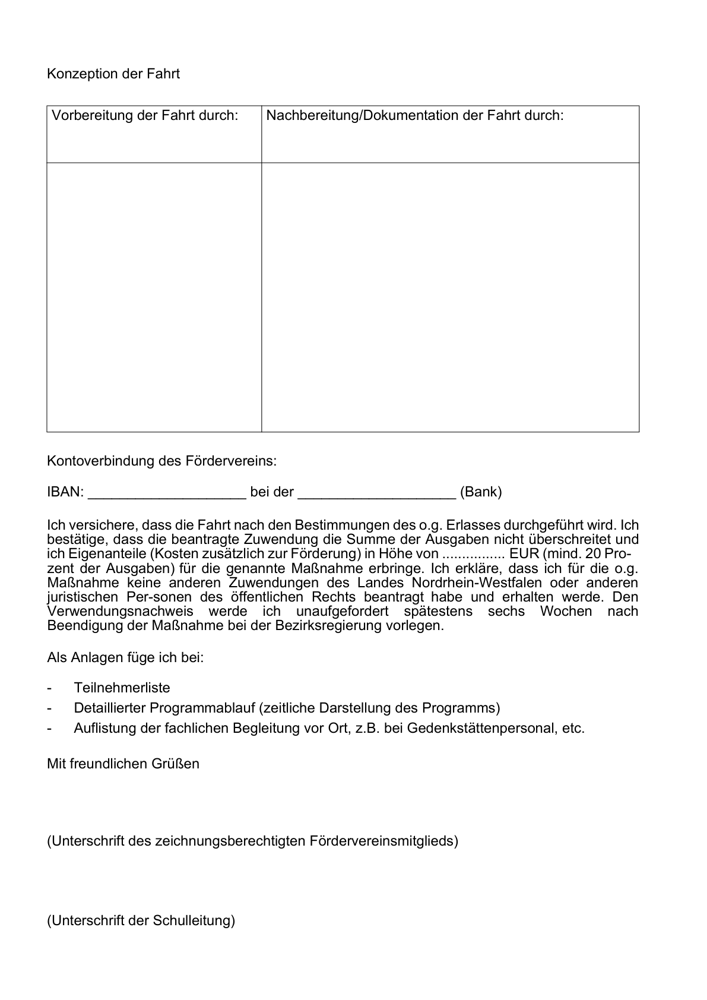 Konzeption der Fahrt
Vorbereitung der Fahrt durch:
Nachbereitung/Dokumentation der Fahrt durch:
Kontoverbindung des Fördervereins:
IBAN: ____________________ bei der ____________________ (Bank)
Ich versichere, dass die Fahrt nach den Bestimmungen des o.g. Erlasses durchgeführt wird. Ich
bestätige, dass die beantragte Zuwendung die Summe der Ausgaben nicht überschreitet und
ich Eigenanteile (Kosten zusätzlich zur Förderung) in Höhe von ................ EUR (mind. 20 Pro-
zent der Ausgaben) für die genannte Maßnahme erbringe. Ich erkläre, dass ich für die o.g.
Maßnahme keine anderen Zuwendungen des Landes Nordrhein-Westfalen oder anderen
juristischen Per-sonen des öffentlichen Rechts beantragt habe und erhalten werde. Den
Verwendungsnachweis werde ich unaufgefordert spätestens sechs Wochen nach
Beendigung der Maßnahme bei der Bezirksregierung vorlegen.
Als Anlagen füge ich bei:
- Teilnehmerliste
- Detaillierter Programmablauf (zeitliche Darstellung des Programms)
- Auflistung der fachlichen Begleitung vor Ort, z.B. bei Gedenkstättenpersonal, etc.
Mit freundlichen Grüßen
(Unterschrift des zeichnungsberechtigten Fördervereinsmitglieds)
(Unterschrift der Schulleitung)